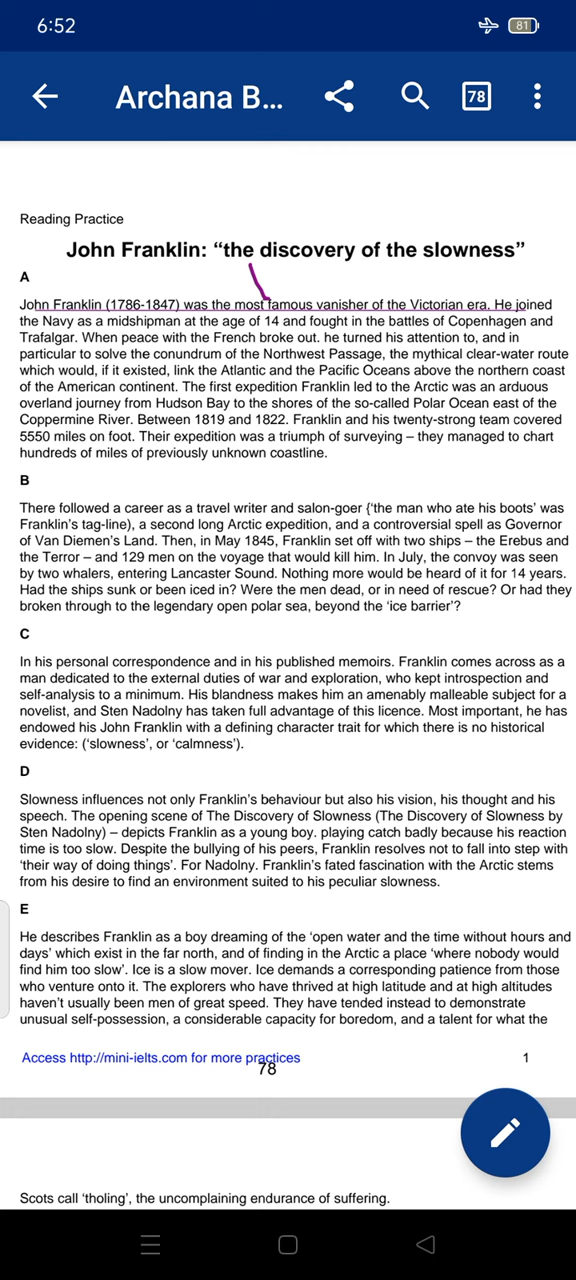 6:52
81
Archana B...
78
Reading Practice
John Franklin: “the discovery of the slowness”
A
John Franklin (1786-1847) was the most famous vanisher of the Victorian era. He joined
the Navy as a midshipman at the age of 14 and fought in the battles of Copenhagen and
Trafalgar. When peace with the French broke out. he turned his attention to, and in
particular to solve the conundrum of the Northwest Passage, the mythical clear-water route
which would, if it existed, link the Atlantic and the Pacific Oceans above the northern coast
of the American continent. The first expedition Franklin led to the Arctic was an arduous
overland journey from Hudson Bay to the shores of the so-called Polar Ocean east of the
Coppermine River. Between 1819 and 1822. Franklin and his twenty-strong team covered
5550 miles on foot. Their expedition was a triumph of surveying – they managed to chart
hundreds of miles of previously unknown coastline.
B
There followed a career as a travel writer and salon-goer {‘the man who ate his boots’ was
Franklin’s tag-line), a second long Arctic expedition, and a controversial spell as Governor
of Van Diemen’s Land. Then, in May 1845, Franklin set off with two ships – the Erebus and
the Terror – and 129 men on the voyage that would kill him. In July, the convoy was seen
by two whalers, entering Lancaster Sound. Nothing more would be heard of it for 14 years.
Had the ships sunk or been iced in? Were the men dead, or in need of rescue? Or had they
broken through to the legendary open polar sea, beyond the ‘ice barrier’?
C
In his personal correspondence and in his published memoirs. Franklin comes across as a
man dedicated to the external duties of war and exploration, who kept introspection and
self-analysis to a minimum. His blandness makes him an amenably malleable subject for a
novelist, and Sten Nadolny has taken full advantage of this licence. Most important, he has
endowed his John Franklin with a defining character trait for which there is no historical
evidence: (‘slowness’, or ‘calmness’).
D
Slowness influences not only Franklin’s behaviour but also his vision, his thought and his
speech. The opening scene of The Discovery of Slowness (The Discovery of Slowness by
Sten Nadolny) – depicts Franklin as a young boy. playing catch badly because his reaction
time is too slow. Despite the bullying of his peers, Franklin resolves not to fall into step with
‘their way of doing things’. For Nadolny. Franklin’s fated fascination with the Arctic stems
from his desire to find an environment suited to his peculiar slowness.
E
He describes Franklin as a boy dreaming of the ‘open water and the time without hours and
days’ which exist in the far north, and of finding in the Arctic a place ‘where nobody would
find him too slow’. Ice is a slow mover. Ice demands a corresponding patience from those
who venture onto it. The explorers who have thrived at high latitude and at high altitudes
haven’t usually been men of great speed. They have tended instead to demonstrate
unusual self-possession, a considerable capacity for boredom, and a talent for what the
Access http://mini-ielts.com for more practices 1
78
Scots call ‘tholing’, the uncomplaining endurance of suffering.